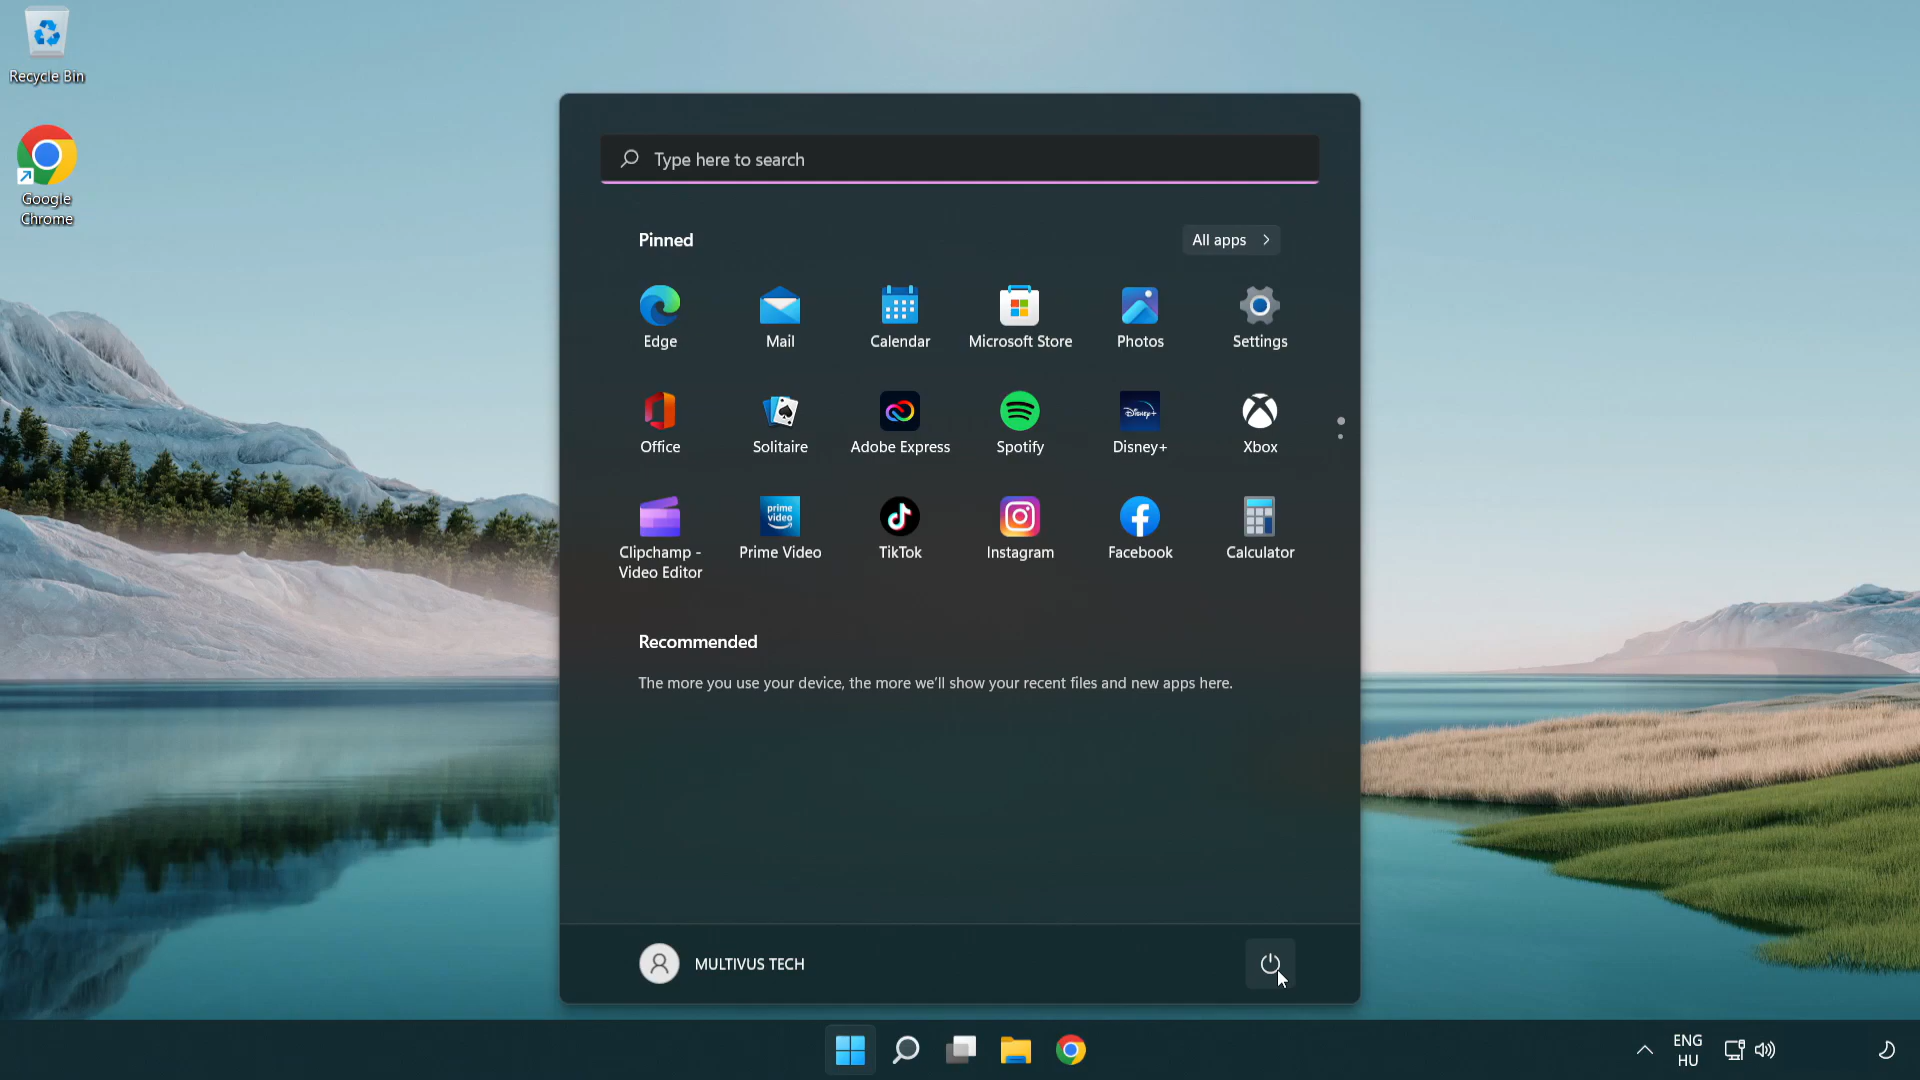 Recycle Bin
Google
Chrome
Type here to search
Pinned
All apps
Edge
Mail
Calendar
Microsoft Store
Photos
Settings
Office
Solitaire
Adobe Express
Spotify
Disney+
Disney+
Xbox
prime
video
Clipchamp -
Video Editor
Prime Video
TikTok
Instagram
Facebook
Calculator
Recommended
The more you use your device, the more we'll show your recent files and new apps here.
MULTIVUS TECH
ENG
HU